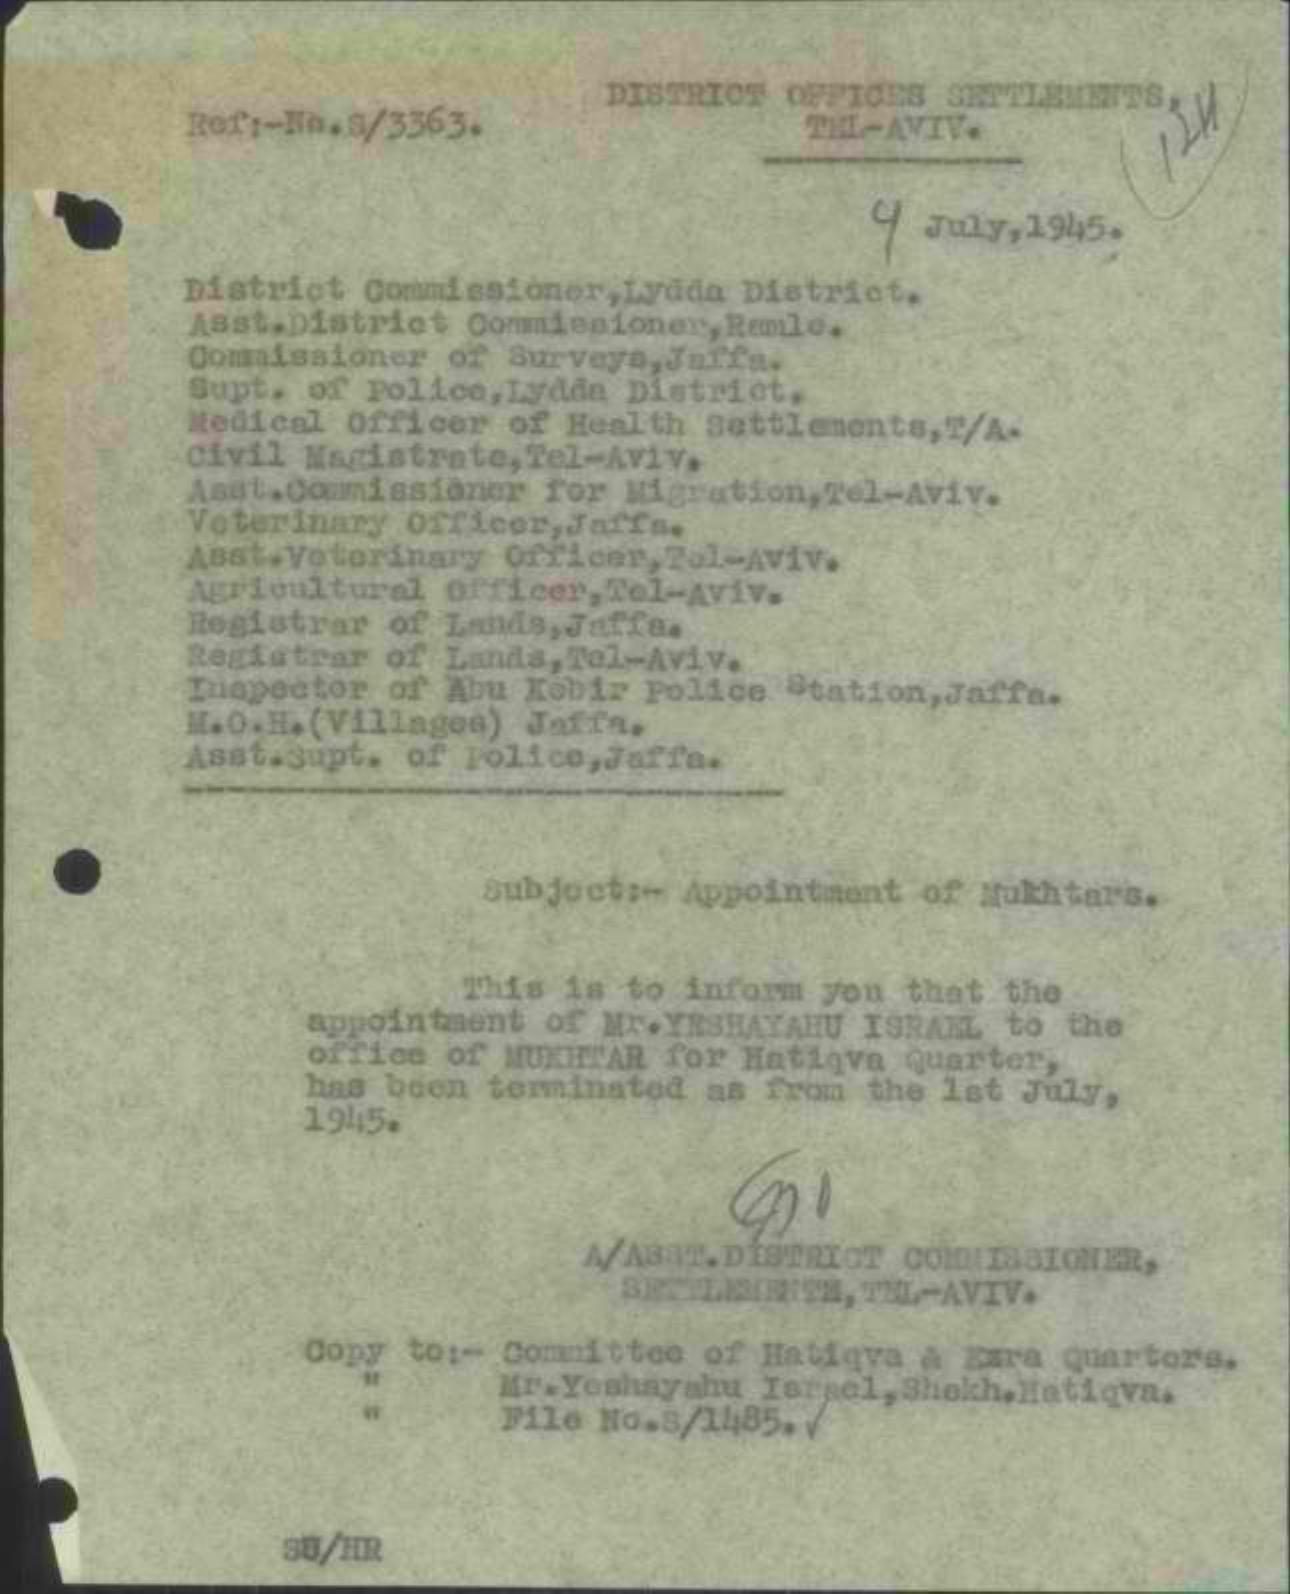 DISTRICT OFFICES SETTLEMENTS,
Ref:-No.S/3363.
TEL-AVIV.
124
4 July,1945.
District Commissioner,Lydda District.
Asst.District Commissioner,Ramle.
Commissioner of Surveys,Jaffa.
Supt. of Police,Lydda District.
Medical Officer of Health Settlements,T/A.
Civil Magistrate,Tel-Aviv.
Asst.Commissioner for Migration,Tel-Aviv.
Veterinary Officer,Jaffa.
Asst.Veterinary Officer,Tel-Aviv.
Agricultural Officer,Tel-Aviv.
Registrar of Lands,Jaffa.
Registrar of Lands,Tel-Aviv.
Inspector of Abu Kebir Police Station,Jaffa.
M.O.H.(Villages) Jaffa.
Asst.Supt. of Police,Jaffa.
Subject:- Appointment of Mukhtars.
This is to inform you that the
appointment of Mr.YESHAYAHU ISRAEL to the
office of MUKHTAR for Hatiqva Quarter,
has been terminated as from the 1st July,
1945.
A/ASST.DISTRICT COMMISSIONER,
SETTLEMENTS,TEL-AVIV.
Copy to:- Committee of Hatiqva & Ezra Quarters.
" Mr.Yeshayahu Israel,Shekh.Hatiqva.
" File No.S/1485.
SU/HR